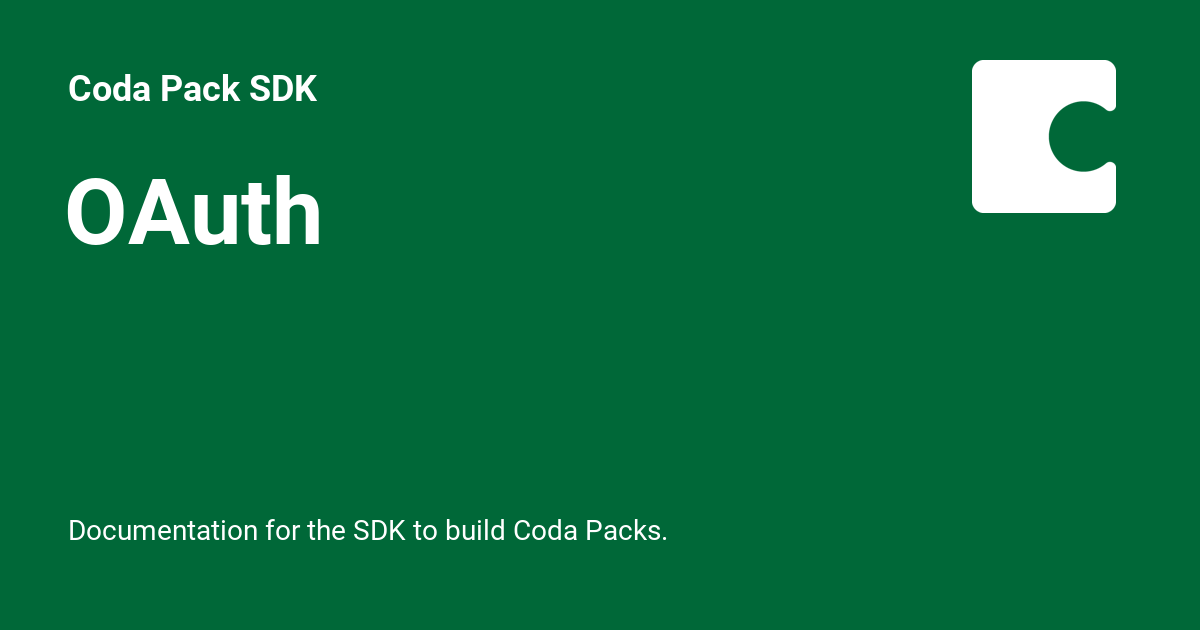 Coda Pack SDK
OAuth
Documentation for the SDK to build Coda Packs.